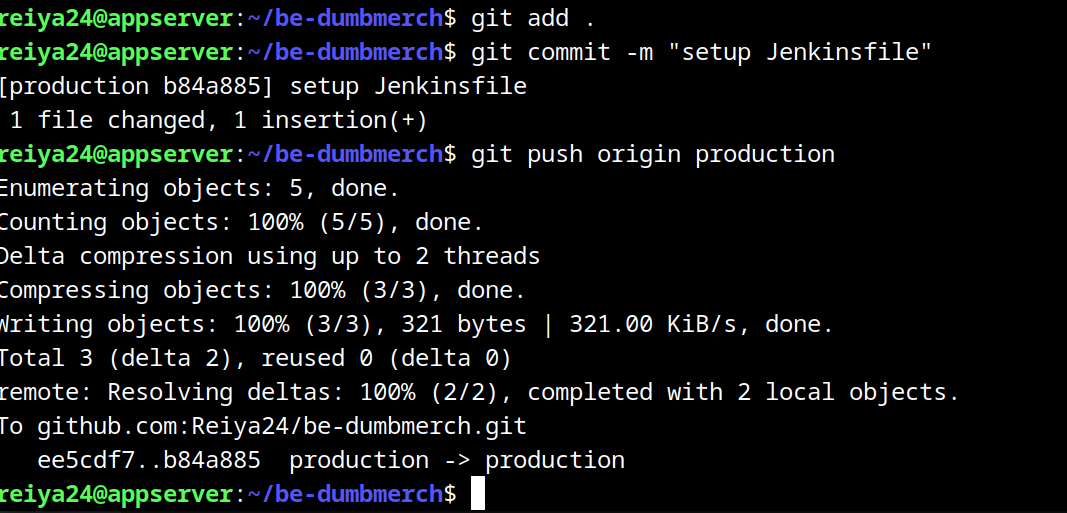 reiya24@appserver:~/be-dumbmerch$ git add .
reiya24@appserver:~/be-dumbmerch$ git commit -m "setup Jenkinsfile"
[production b84a885] setup Jenkinsfile
 1 file changed, 1 insertion(+)
reiya24@appserver:~/be-dumbmerch$ git push origin production
Enumerating objects: 5, done.
Counting objects: 100% (5/5), done.
Delta compression using up to 2 threads
Compressing objects: 100% (3/3), done.
Writing objects: 100% (3/3), 321 bytes | 321.00 KiB/s, done.
Total 3 (delta 2), reused 0 (delta 0)
remote: Resolving deltas: 100% (2/2), completed with 2 local objects.
To github.com:Reiya24/be-dumbmerch.git
   ee5cdf7..b84a885  production -> production
reiya24@appserver:~/be-dumbmerch$